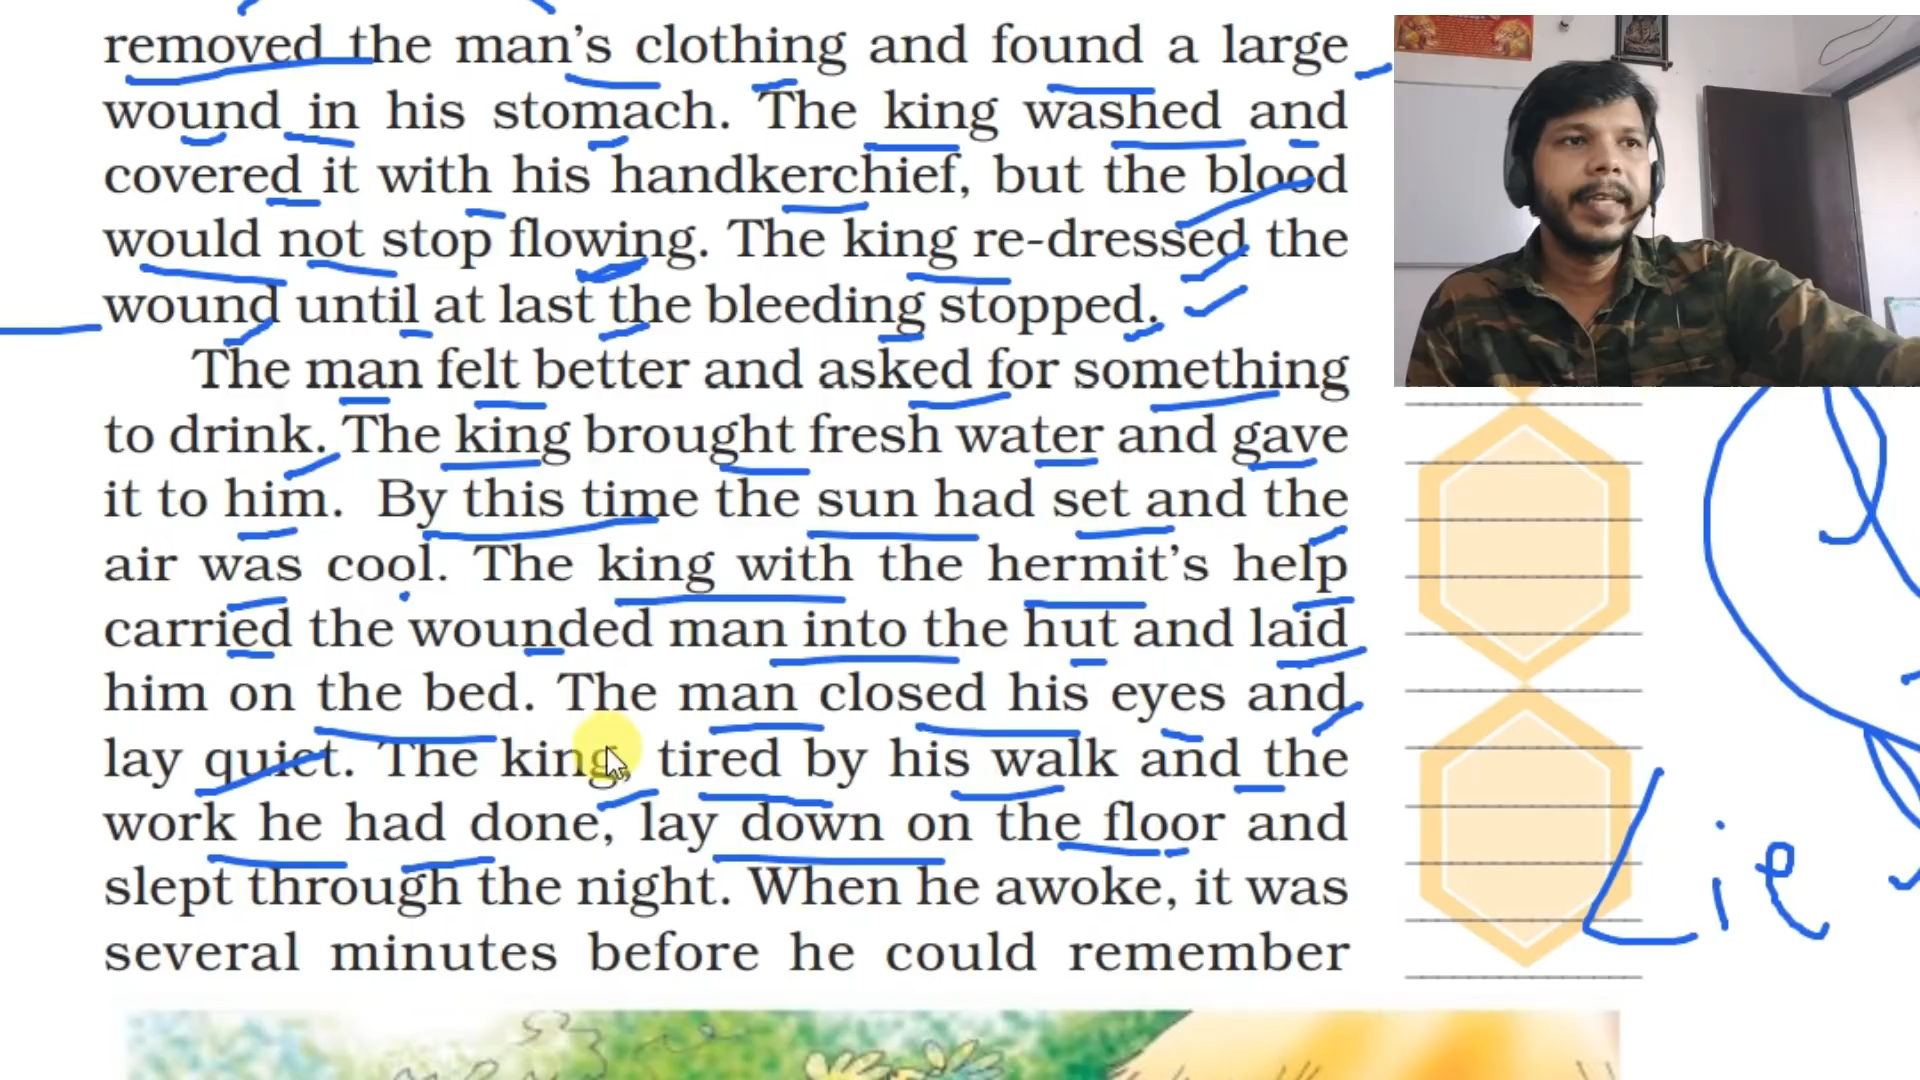 removed the man's clothing and found a large
wound in his stomach. The king washed and
covered it with his handkerchief, but the blood
would not stop flowing. The king re-dressed the
wound until at last the bleeding stopped.
The man felt better and asked for something
to drink. The king brought fresh water and gave
it to him. By this time the sun had set and the
air was cool. The king with the hermit's help
carried the wounded man into the hut and laid
him on the bed. The man closed his eyes and
lay quiet. The king, tired by his walk and the
work he had done, lay down on the floor and
slept through the night. When he awoke, it was
several minutes before he could remember
Lie